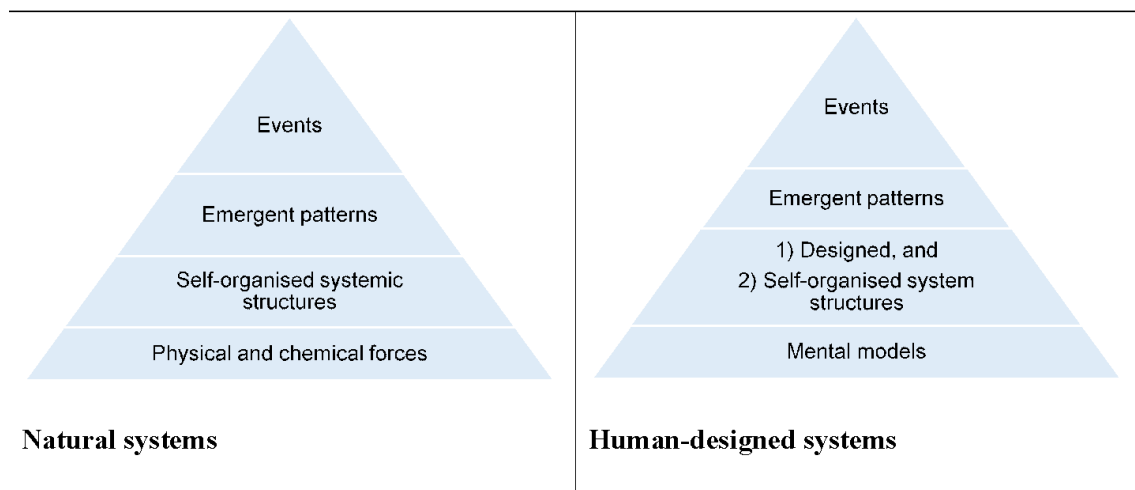 Events
Emergent patterns
Self-organised systemic
structures
Physical and chemical forces
Natural systems
Events
Emergent patterns
1) Designed, and
2) Self-organised system
structures
Mental models
Human-designed systems